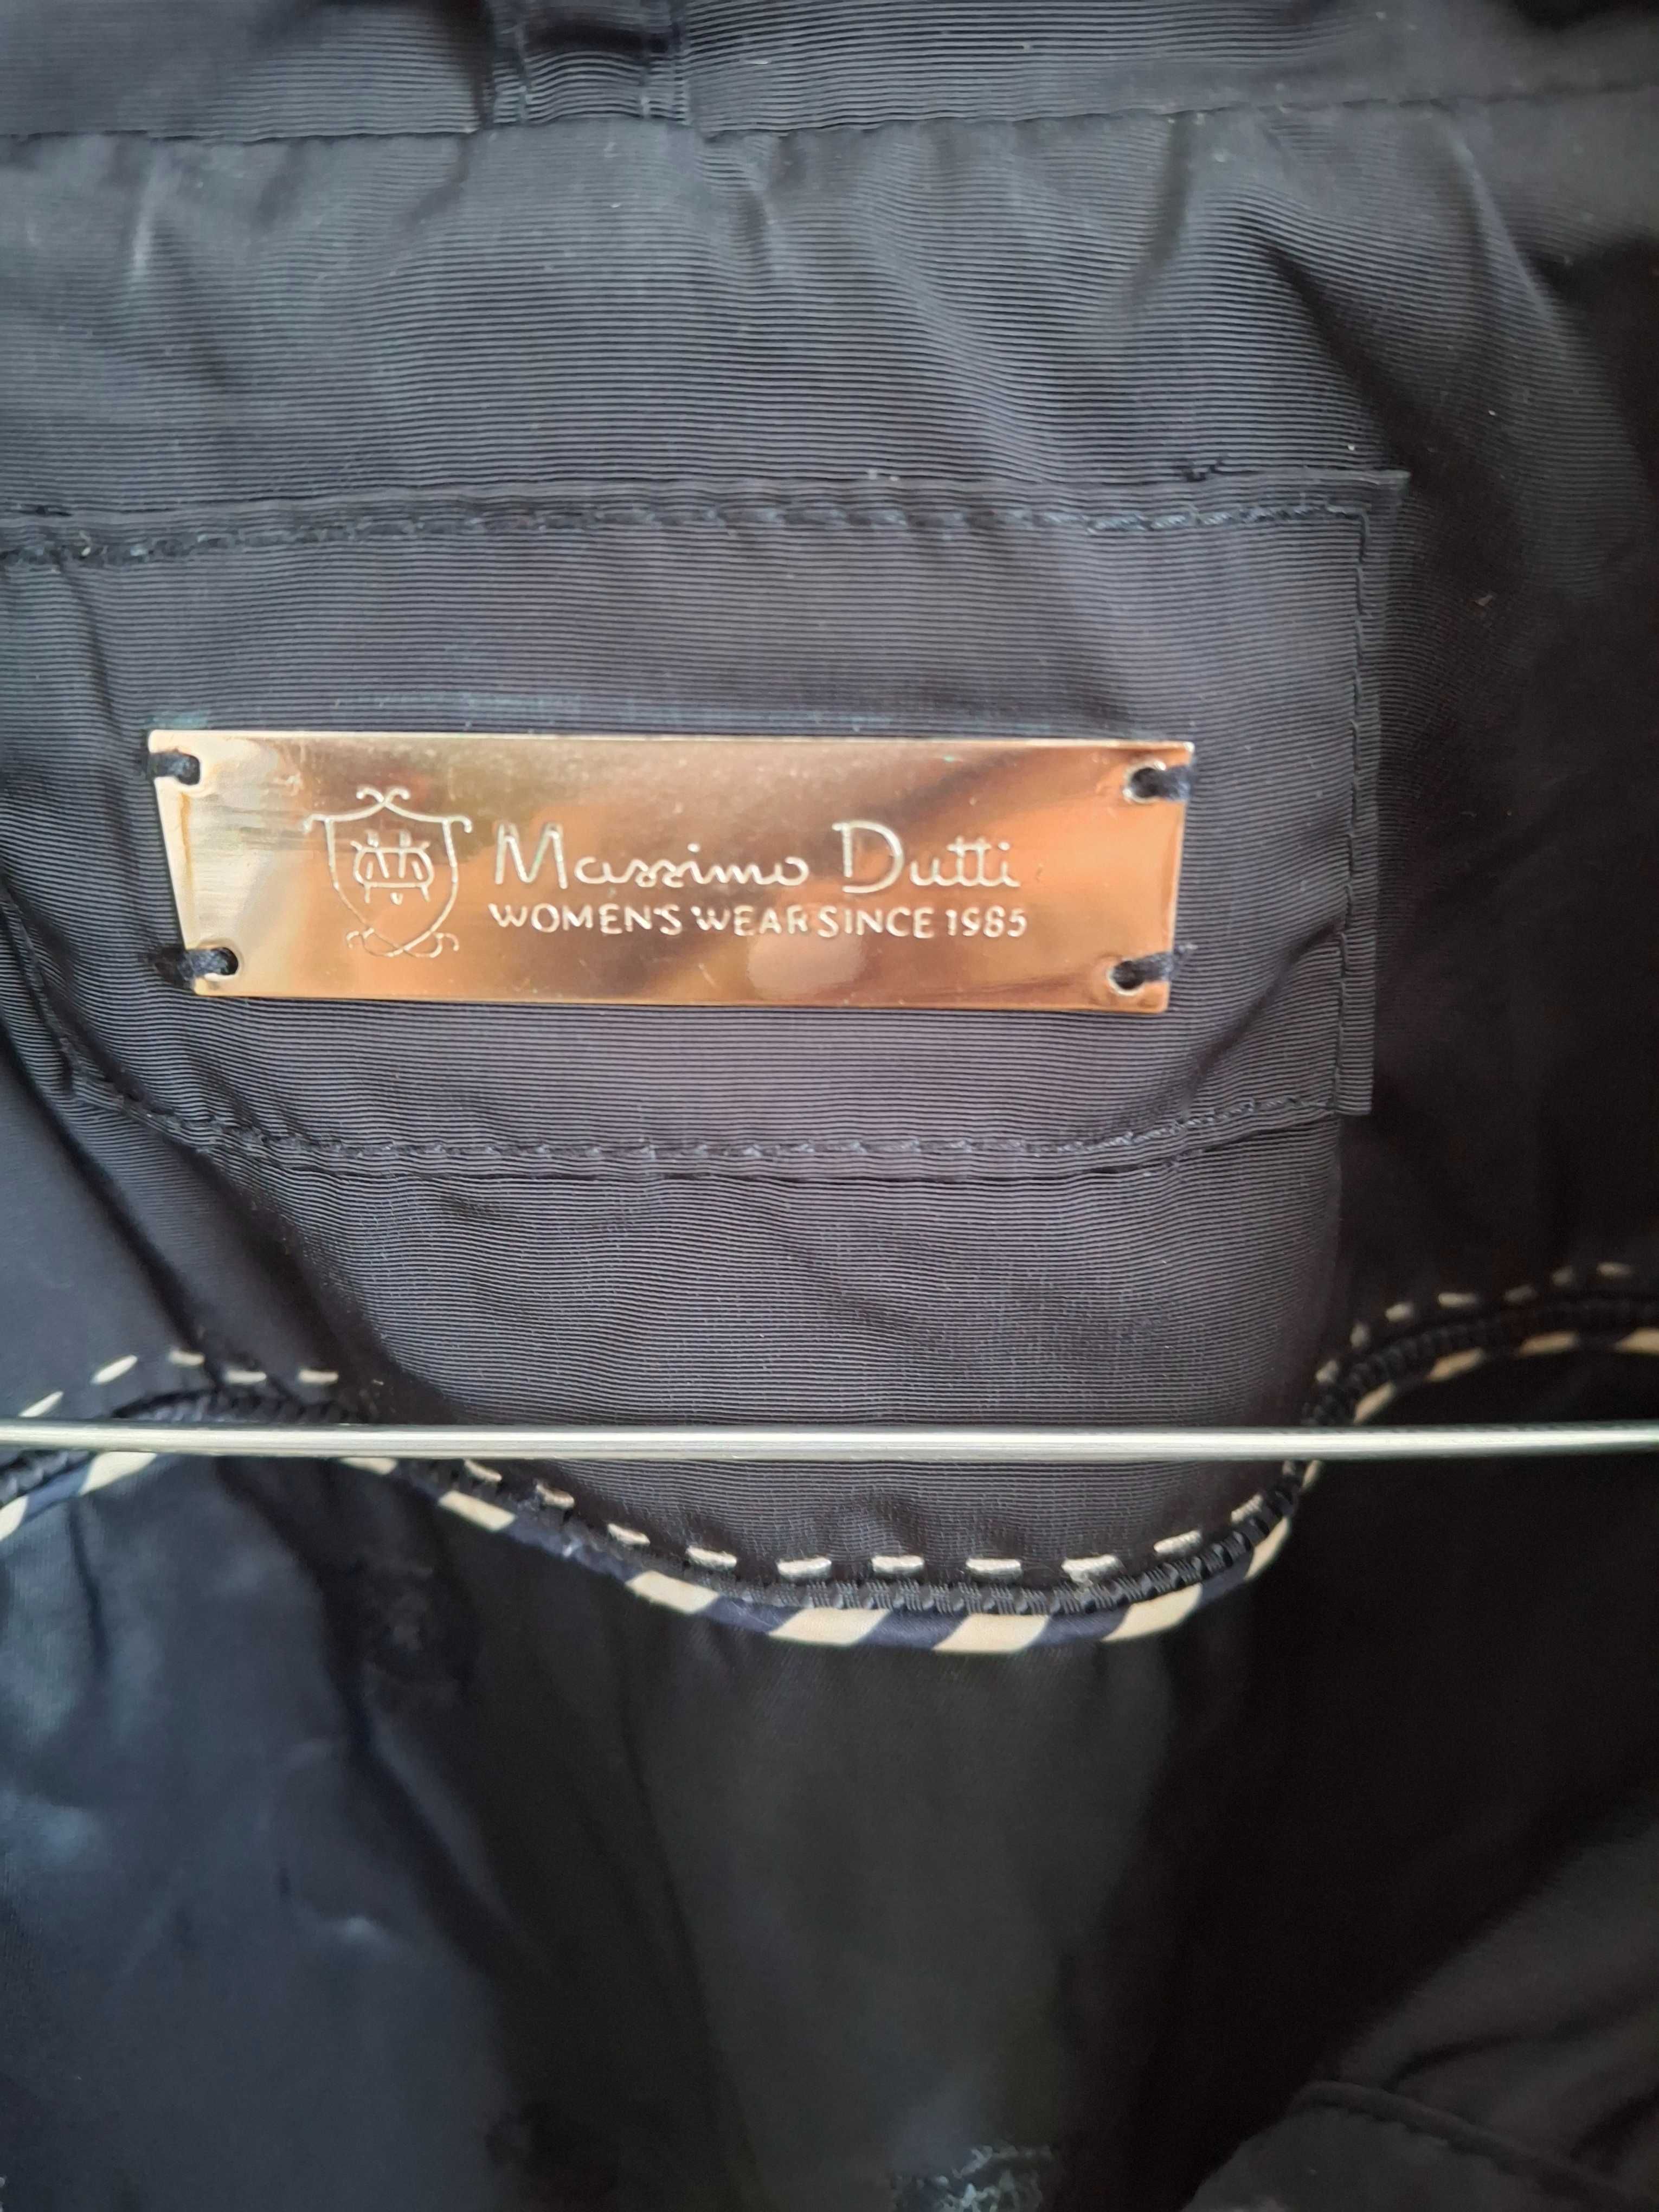 Massimo Dutti
WOMEN'S WEAR SINCE 1985